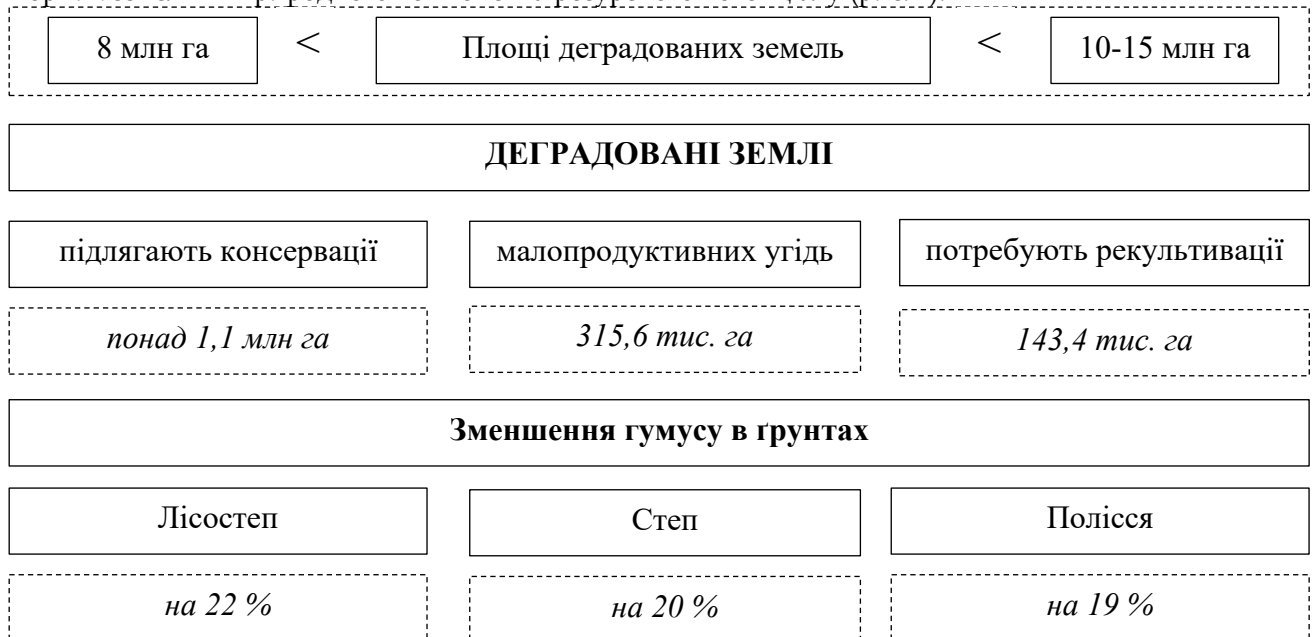 8 млн га < Площі деградованих земель < 10-15 млн га
ДЕГРАДОВАНІ ЗЕМЛІ
підлягають консервації малопродуктивних угідь потребують рекультивації
понад 1,1 млн га 315,6 тис. га 143,4 тис. га
Зменшення гумусу в ґрунтах
Лісостеп Степ Полісся
на 22 % на 20 % на 19 %